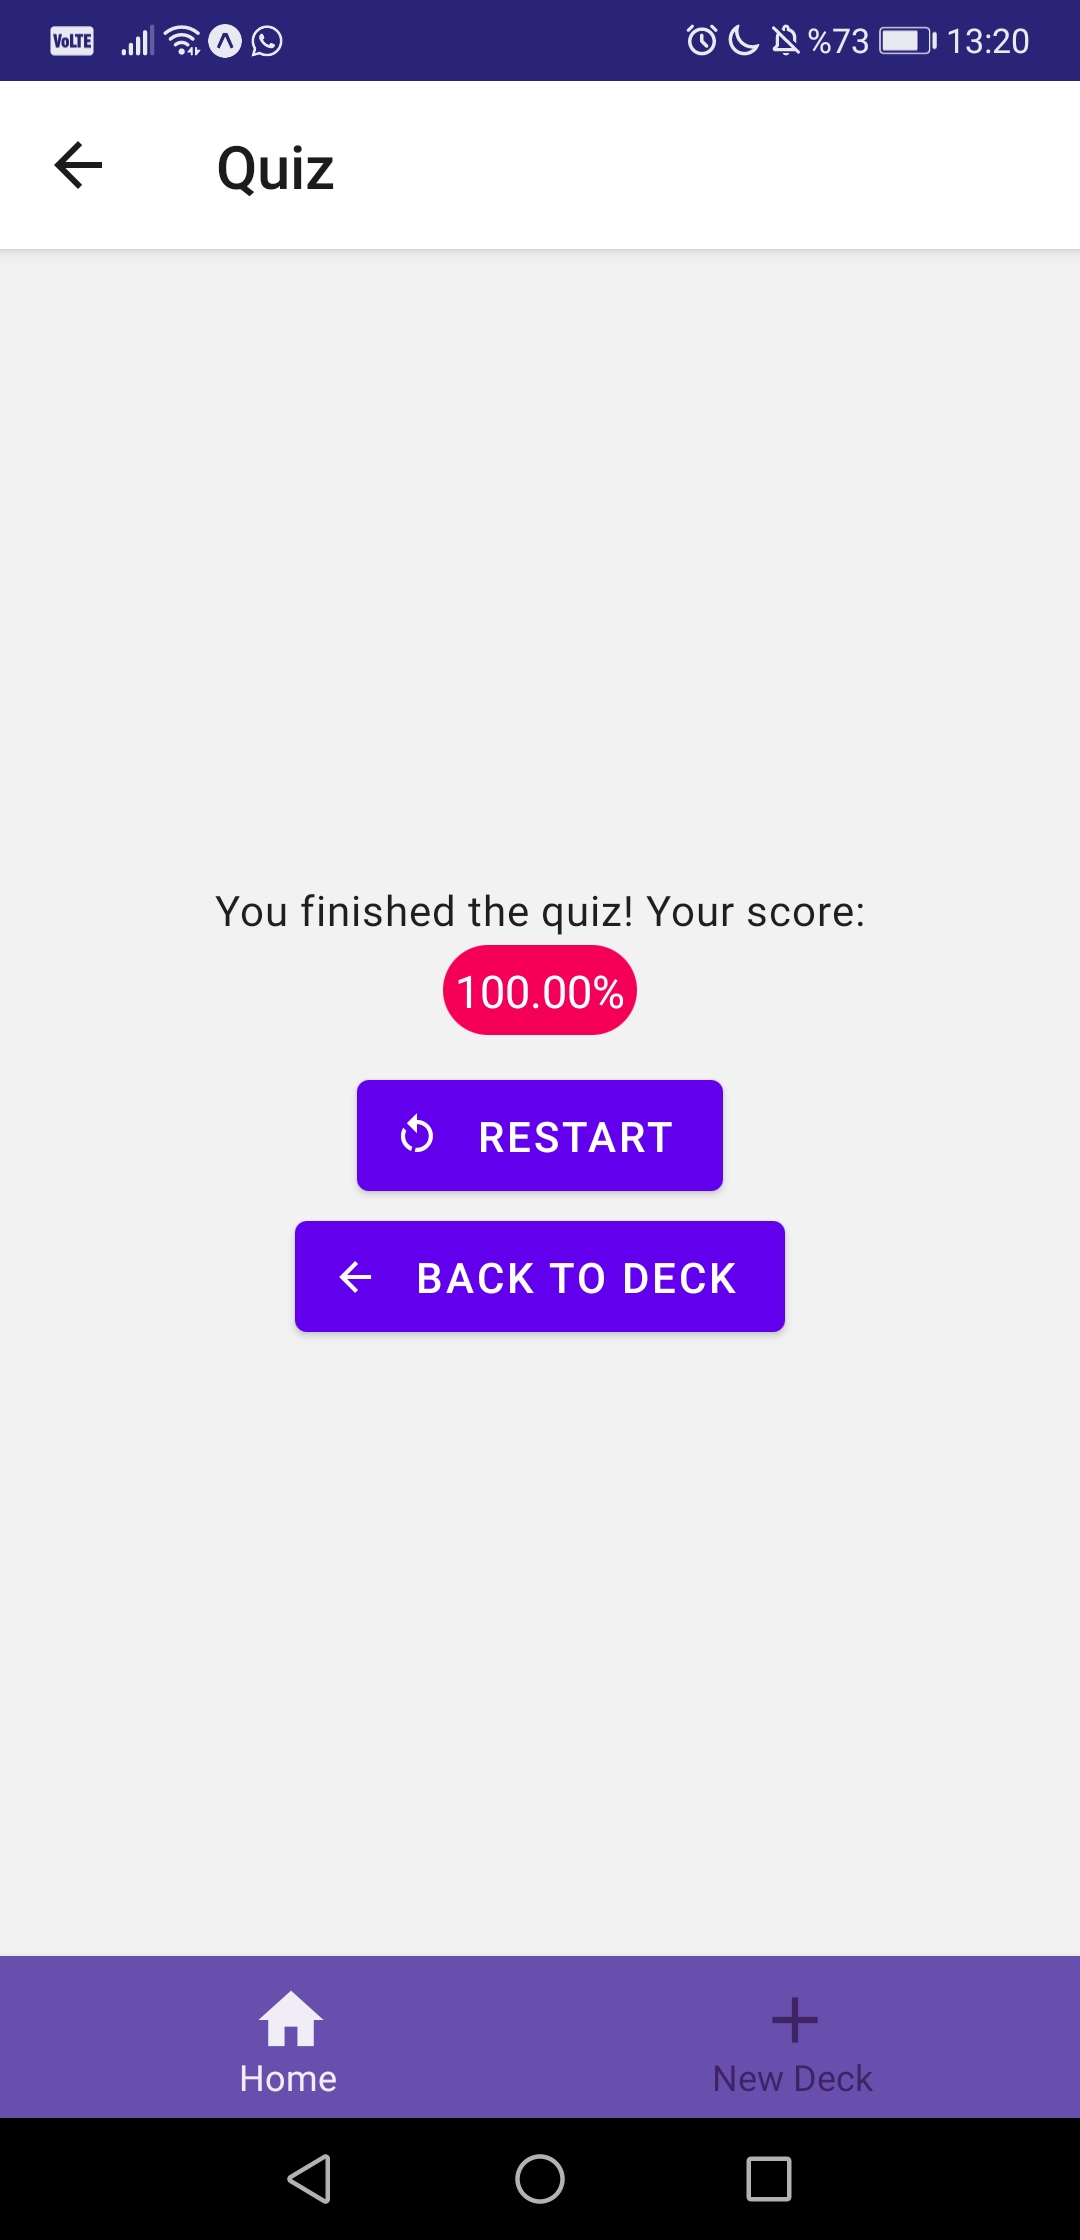 VoLTE %73 13:20
Quiz
You finished the quiz! Your score:
100.00%
RESTART
BACK TO DECK
Home New Deck